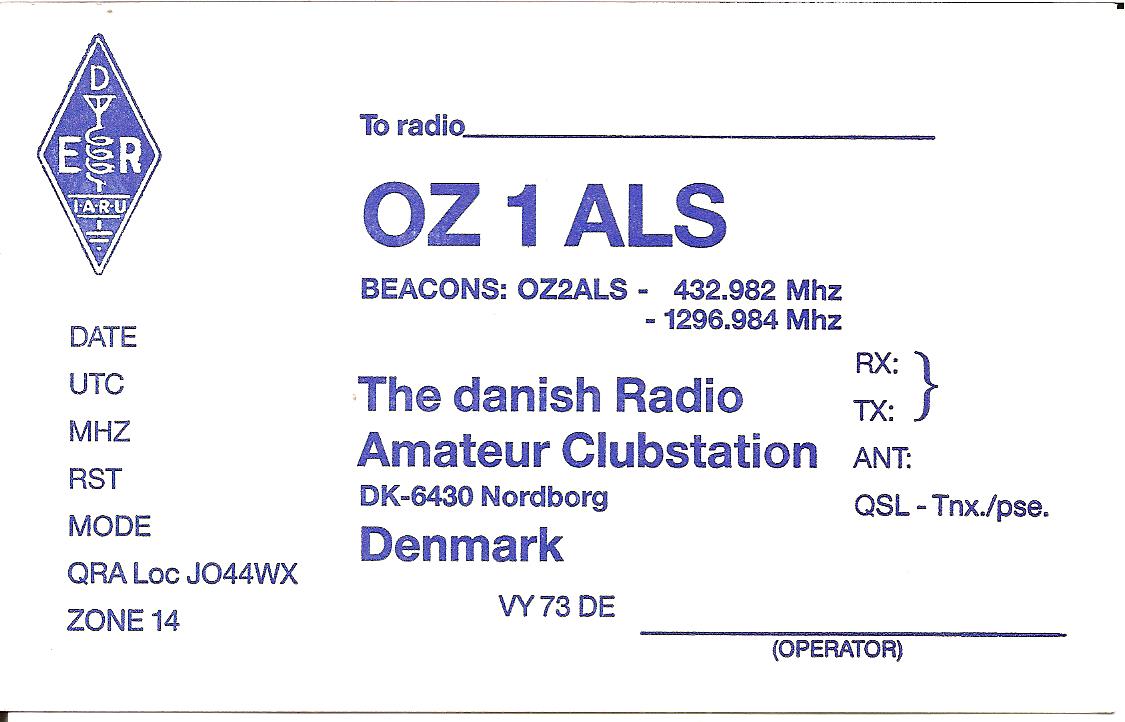 D
E R
I·A·R·U
To radio
OZ 1 ALS
BEACONS: OZ2ALS - 432.982 Mhz
- 1296.984 Mhz
DATE
UTC
MHZ
RST
MODE
QRA Loc JO44WX
ZONE 14
The danish Radio
Amateur Clubstation
DK-6430 Nordborg
Denmark
RX:
TX:
ANT:
QSL - Tnx./pse.
VY 73 DE
(OPERATOR)